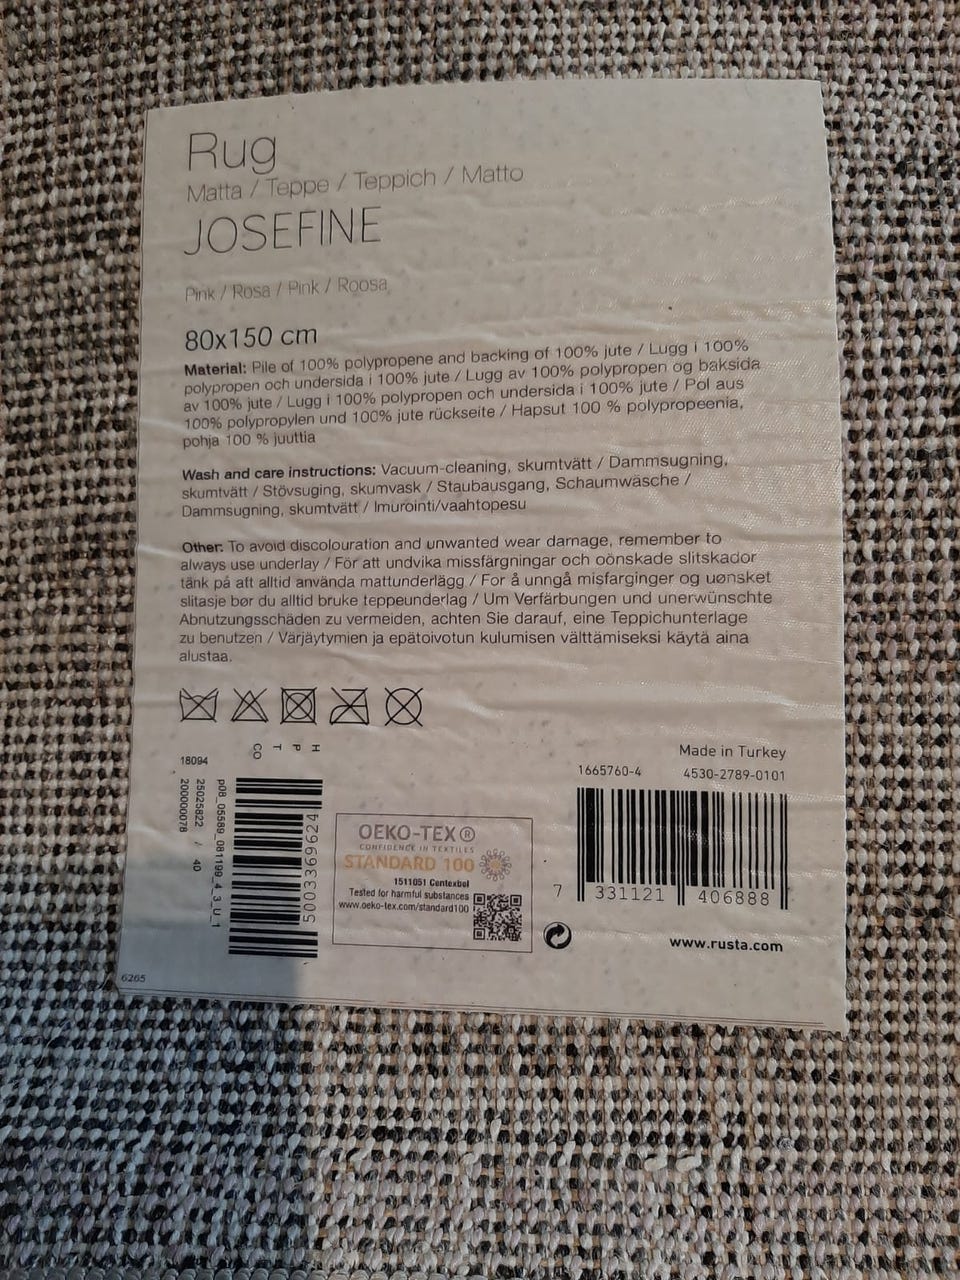 Rug
Matta / Teppe / Teppich / Matto
JOSEFINE
Pink / Rosa / Pink / Roosa
80x150 cm
Material: Pile of 100% polypropene and backing of 100% jute / Lugg i 100%
polypropen och undersida i 100% jute / Lugg av 100% polypropen og baksida
av 100% jute / Lugg i 100% polypropen och undersida i 100% jute / Pol aus
100% polypropylen und 100% jute rückseite / Hapsut 100 % polypropeenia,
pohja 100 % juuttia
Wash and care instructions: Vacuum-cleaning, skumtvätt / Dammsugning,
skumtvätt / Stövsuging, skumvask / Staubausgang, Schaumwäsche /
Dammsugning, skumtvätt / Imurointi/vaahtopesu
Other: To avoid discolouration and unwanted wear damage, remember to
always use underlay / För att undvika missfärgningar och oönskade slitskador
tänk på att alltid använda mattunderlägg / For å unngå misfarginger og uønsket
slitasje bør du alltid bruke teppeunderlag / Um Verfärbungen und unerwünschte
Abnutzungsschäden zu vermeiden, achten Sie darauf, eine Teppichunterlage
zu benutzen / Värjäytymien ja epätoivotun kulumisen välttämiseksi käytä aina
alustaa.
CO T P H
18094
p08_05589_081199_4_3_U_1
25025822 / 40
200000078
5003369624
OEKO-TEX®
CONFIDENCE IN TEXTILES
STANDARD 100
1511051 Centexbel
Tested for harmful substances
www.oeko-tex.com/standard100
Made in Turkey
1665760-4 4530-2789-0101
7 331121 406888
www.rusta.com
6265